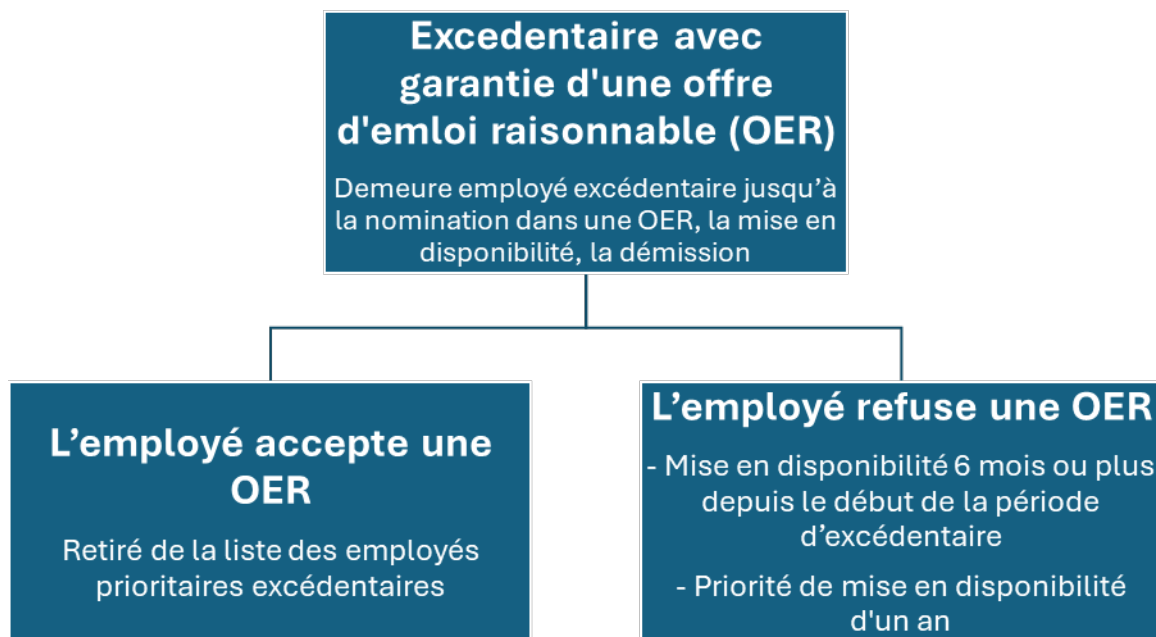 Excedentaire avec
garantie d'une offre
d'emloi raisonnable (OER)
Demeure employé excédentaire jusqu'à
la nomination dans une OER, la mise en
disponibilité, la démission
L'employé accepte une
OER
Retiré de la liste des employés
prioritaires excédentaires
L'employé refuse une OER
- Mise en disponibilité 6 mois ou plus
depuis le début de la période
d'excédentaire
- Priorité de mise en disponibilité
d'un an